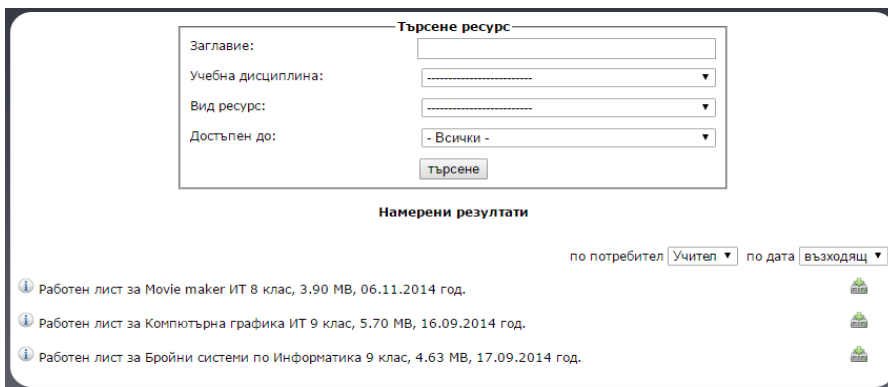 Търсене ресурс
Заглавие:
Учебна дисциплина: ------------------------
Вид ресурс: ------------------------
Достъпен до: - Всички -
търсене
Намерени резултати
по потребител Учител по дата възходящ
Работен лист за Movie maker ИТ 8 клас, 3.90 MB, 06.11.2014 год.
Работен лист за Компютърна графика ИТ 9 клас, 5.70 MB, 16.09.2014 год.
Работен лист за Бройни системи по Информатика 9 клас, 4.63 MB, 17.09.2014 год.